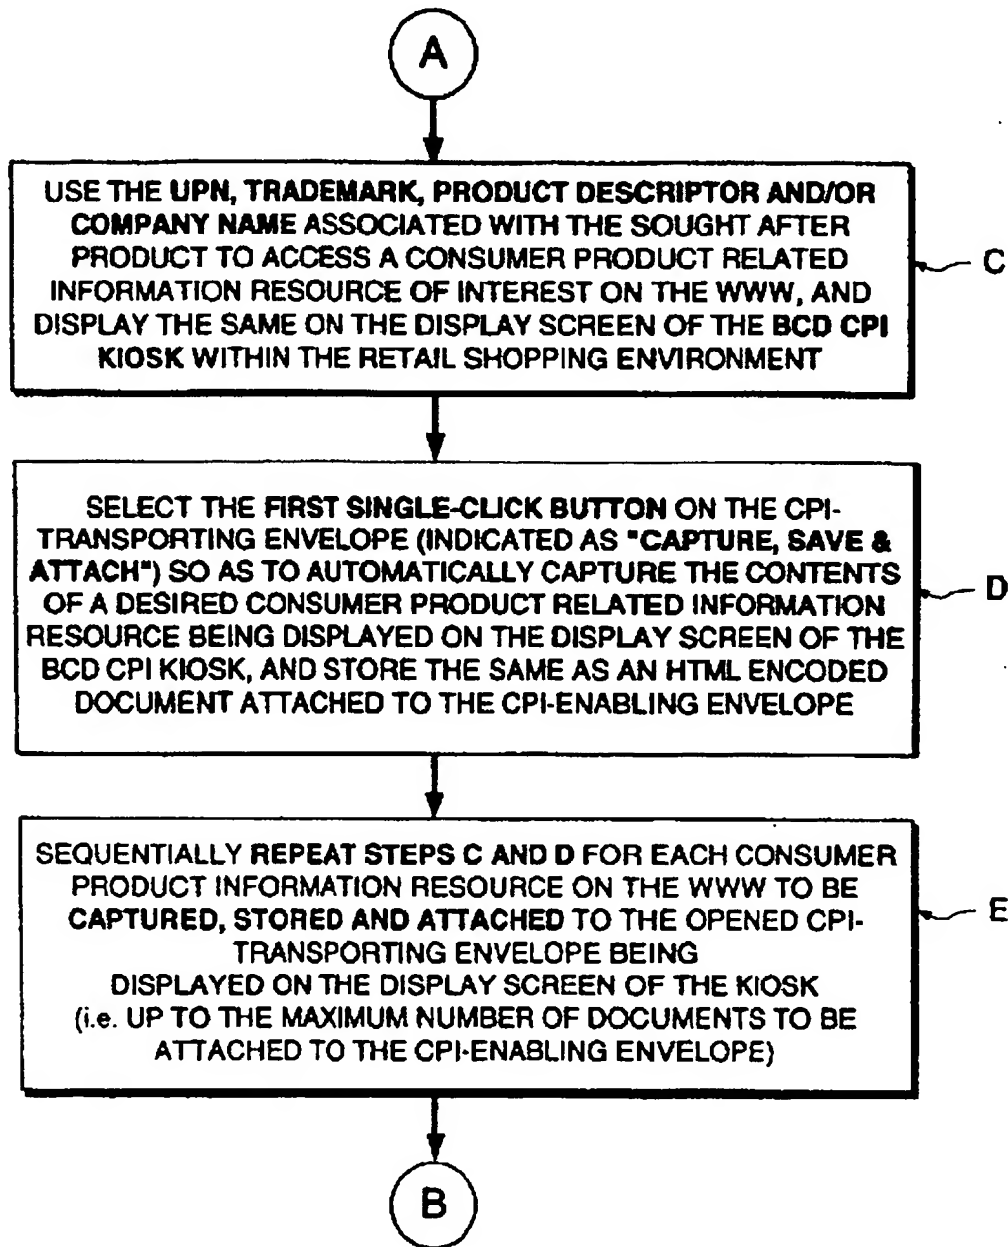 A
USE THE UPN, TRADEMARK, PRODUCT DESCRIPTOR AND/OR
COMPANY NAME ASSOCIATED WITH THE SOUGHT AFTER
PRODUCT TO ACCESS A CONSUMER PRODUCT RELATED
INFORMATION RESOURCE OF INTEREST ON THE WWW, AND
DISPLAY THE SAME ON THE DISPLAY SCREEN OF THE BCD CPI
KIOSK WITHIN THE RETAIL SHOPPING ENVIRONMENT
C
SELECT THE FIRST SINGLE-CLICK BUTTON ON THE CPI-
TRANSPORTING ENVELOPE (INDICATED AS "CAPTURE, SAVE &
ATTACH") SO AS TO AUTOMATICALLY CAPTURE THE CONTENTS
OF A DESIRED CONSUMER PRODUCT RELATED INFORMATION
RESOURCE BEING DISPLAYED ON THE DISPLAY SCREEN OF THE
BCD CPI KIOSK, AND STORE THE SAME AS AN HTML ENCODED
DOCUMENT ATTACHED TO THE CPI-ENABLING ENVELOPE
D
SEQUENTIALLY REPEAT STEPS C AND D FOR EACH CONSUMER
PRODUCT INFORMATION RESOURCE ON THE WWW TO BE
CAPTURED, STORED AND ATTACHED TO THE OPENED CPI-
TRANSPORTING ENVELOPE BEING
DISPLAYED ON THE DISPLAY SCREEN OF THE KIOSK
(i.e. UP TO THE MAXIMUM NUMBER OF DOCUMENTS TO BE
ATTACHED TO THE CPI-ENABLING ENVELOPE)
E
B